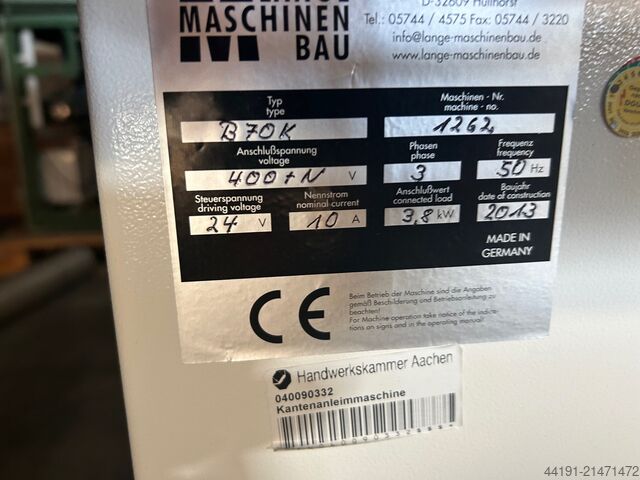 D-32609 Hüllhorst
Tel.: 05744 / 4575 Fax: 05744 / 3220
info@lange-maschinenbau.de
www.lange-maschinenbau.de
LANGE
MASCHINEN
BAU
Typ
type
B70K
Maschinen - Nr.
machine - no.
1262
Anschlußspannung
voltage
400+N V
Phasen
phase
3
Frequenz
frequency
50 Hz
Steuerspannung
driving voltage
24 V
Nennstrom
nominal current
10 A
Anschlußwert
connected load
3,8 kW
Baujahr
date of construction
2013
MADE IN
GERMANY
CE
Beim Betrieb der Maschine sind die Angaben
gemäß Beschilderung und Betriebsanleitung zu
beachten!
For Machine operation take notice of the indicati-
on signs and in the operating manual!
Handwerkskammer Aachen
040090332
Kantenanleimmaschine
44191-21471472